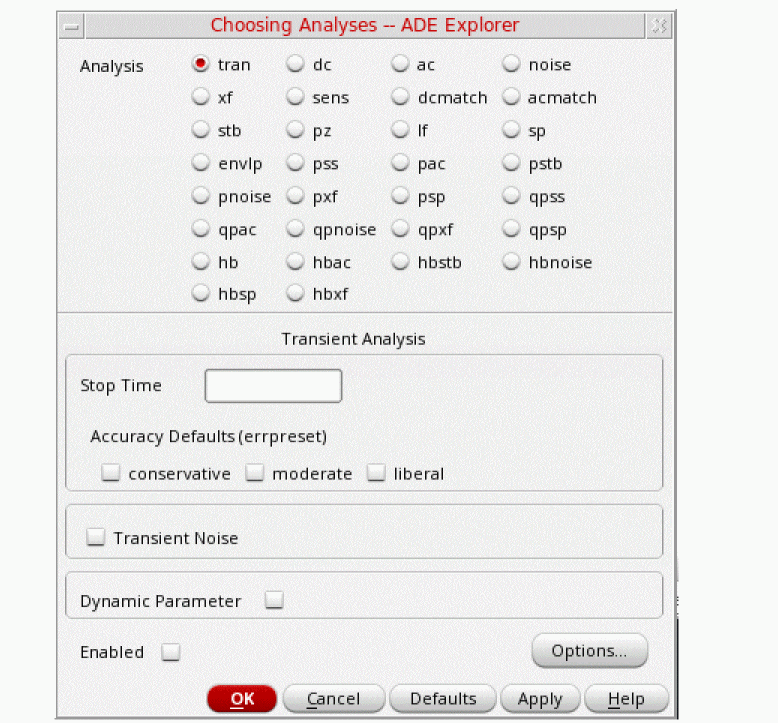 Choosing Analyses -- ADE Explorer
Analysis tran dc ac noise
xf sens dcmatch acmatch
stb pz lf sp
envlp pss pac pstb
pnoise pxf psp qpss
qpac qpnoise qpxf qpsp
hb hbac hbstb hbnoise
hbsp hbxf
Transient Analysis
Stop Time
Accuracy Defaults (errpreset)
conservative moderate liberal
Transient Noise
Dynamic Parameter
Enabled Options...
OK Cancel Defaults Apply Help